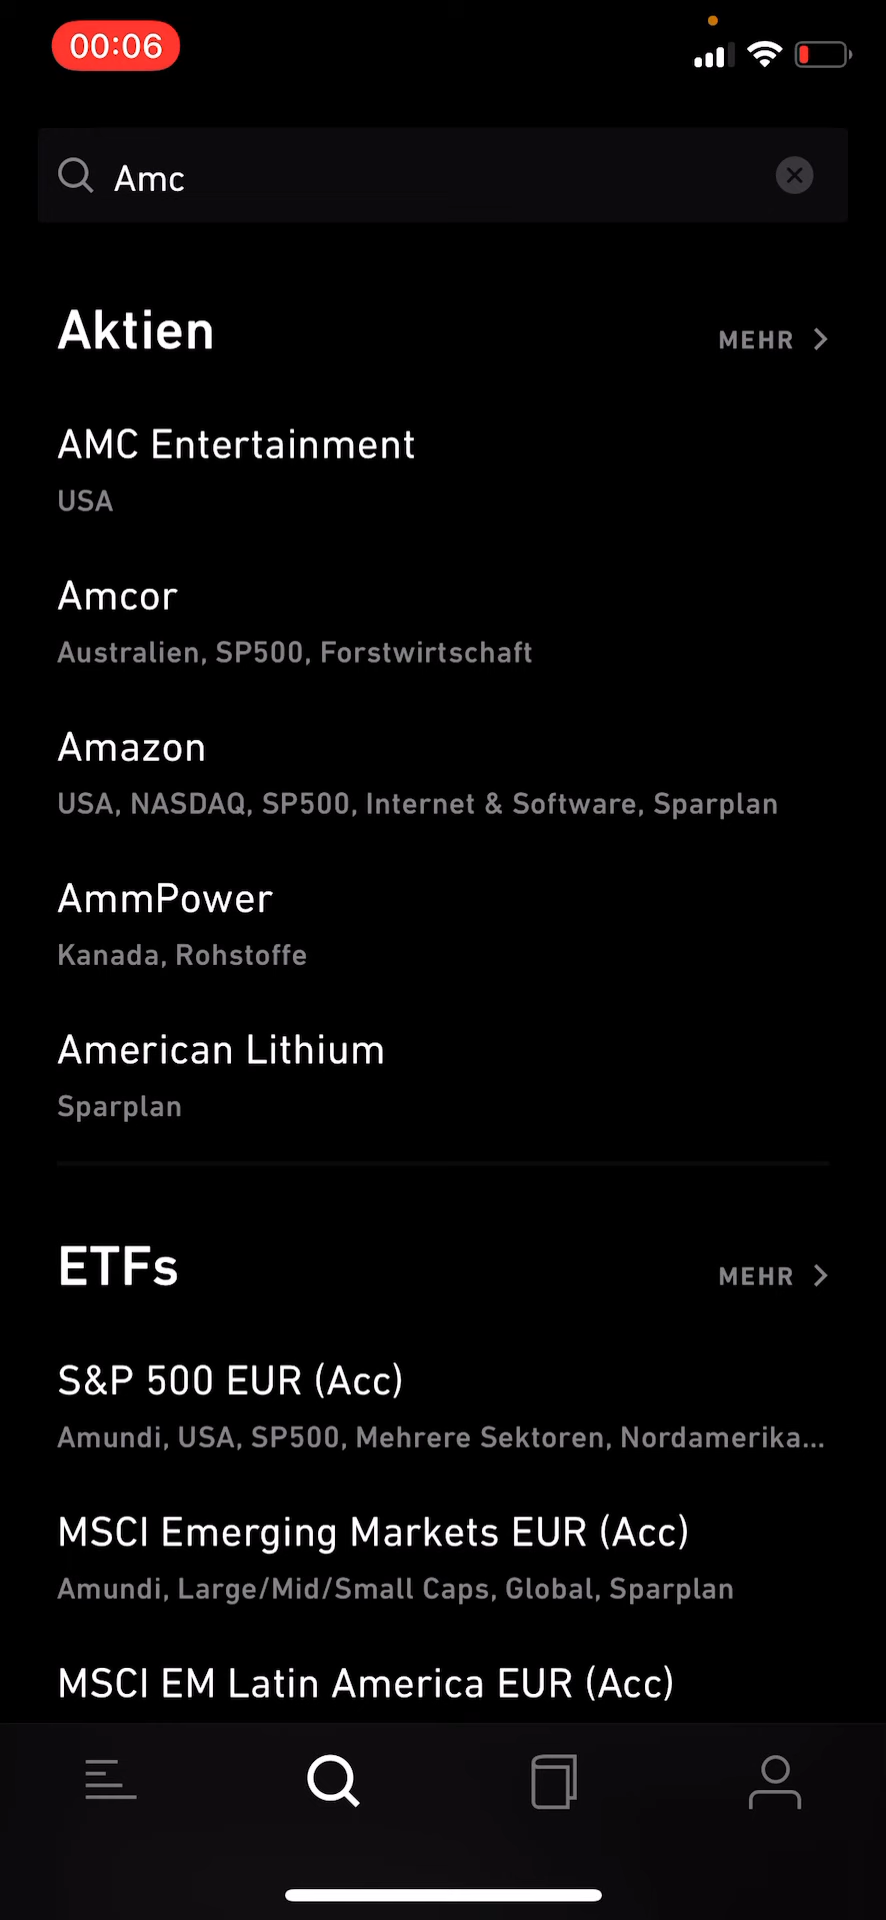 00:06
Amc
Aktien
MEHR
AMC Entertainment
USA
Amcor
Australien, SP500, Forstwirtschaft
Amazon
USA, NASDAQ, SP500, Internet & Software, Sparplan
AmmPower
Kanada, Rohstoffe
American Lithium
Sparplan
ETFs
MEHR
S&P 500 EUR (Acc)
Amundi, USA, SP500, Mehrere Sektoren, Nordamerika...
MSCI Emerging Markets EUR (Acc)
Amundi, Large/Mid/Small Caps, Global, Sparplan
MSCI EM Latin America EUR (Acc)